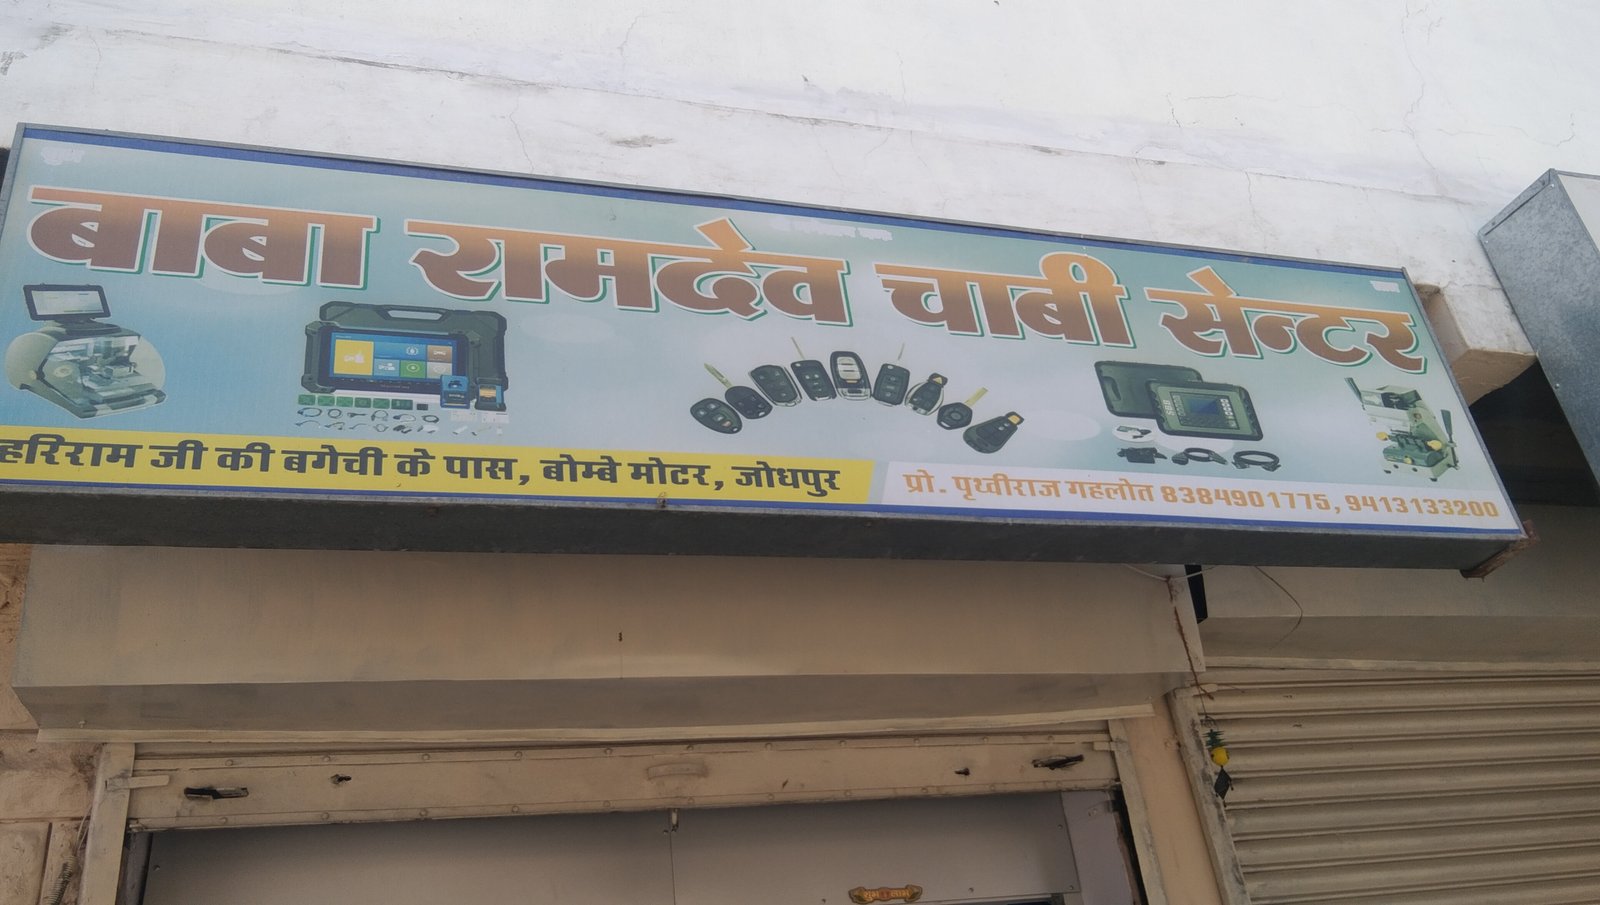 बाबा रामदेव चाबी सेन्टर
हरिराम जी की बगेची के पास, बोम्बे मोटर, जोधपुर
प्रो. पृथ्वीराज गहलोत 8384901775, 9413133200
शुभ लाभ